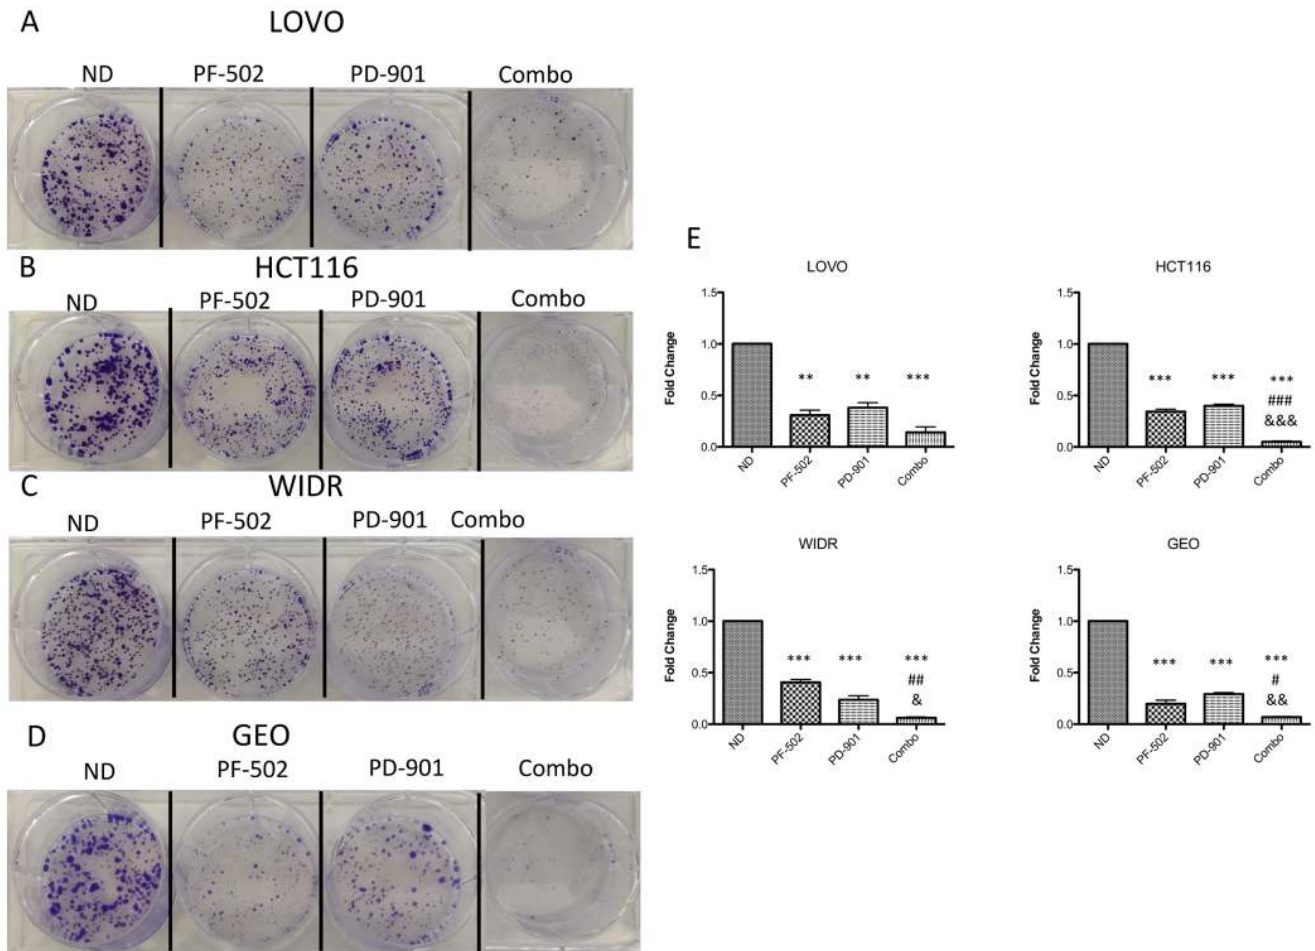 A
LOVO
ND PF-502 PD-901 Combo
B
HCT116
ND PF-502 PD-901 Combo
C
WIDR
ND PF-502 PD-901 Combo
D
GEO
ND PF-502 PD-901 Combo
E
LOVO
Fold Change
1.5
1.0
0.5
0.0
** ** ***
ND PF-502 PD-901 Combo
HCT116
Fold Change
1.5
1.0
0.5
0.0
*** *** ***
###
&&&
ND PF-502 PD-901 Combo
WIDR
Fold Change
1.5
1.0
0.5
0.0
*** *** ***
##
&
ND PF-502 PD-901 Combo
GEO
Fold Change
1.5
1.0
0.5
0.0
*** *** ***
#
&&
ND PF-502 PD-901 Combo